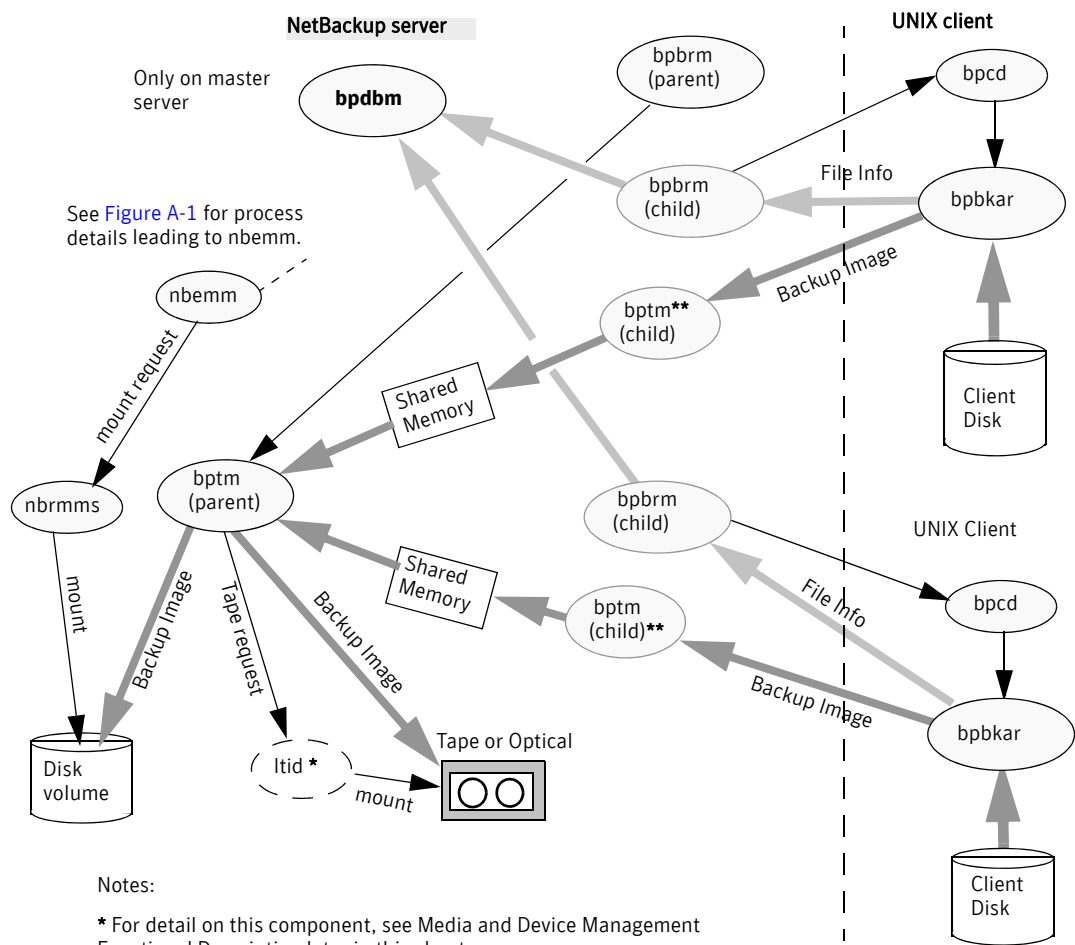 NetBackup server
UNIX client
Only on master
server
bpdbm
bpbrm
(parent)
bpcd
bpbrm
(child)
File Info
bpbkar
See Figure A-1 for process
details leading to nbemm.
Backup Image
nbemm
bptm**
(child)
mount request
Shared
Memory
Client
Disk
nbrmms
bptm
(parent)
bpbrm
(child)
UNIX Client
mount
Backup Image
Tape request
Backup Image
Shared
Memory
bptm
(child)**
File Info
bpcd
Backup Image
bpbkar
Disk
volume
ltid *
mount
Tape or Optical
Client
Disk
Notes:
* For detail on this component, see Media and Device Management